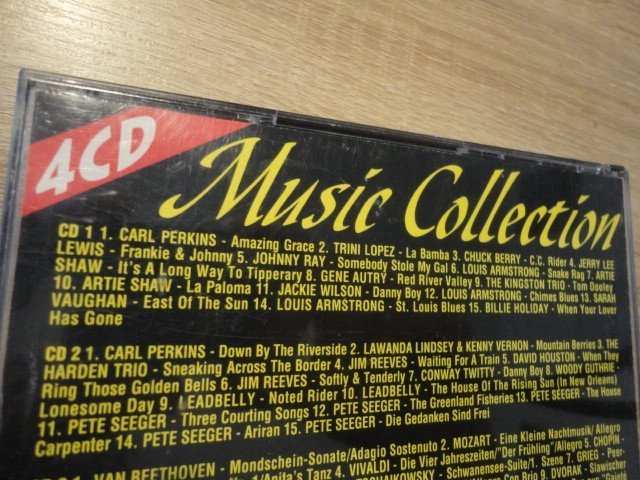 4CD
Music Collection
CD 1 1. CARL PERKINS - Amazing Grace 2. TRINI LOPEZ - La Bamba 3. CHUCK BERRY - C.C. Rider 4. JERRY LEE
LEWIS - Frankie & Johnny 5. JOHNNY RAY - Somebody Stole My Gal 6. LOUIS ARMSTRONG - Snake Rag 7. ARTIE
SHAW - It's A Long Way To Tipperary 8. GENE AUTRY - Red River Valley 9. THE KINGSTON TRIO - Tom Dooley
10. ARTIE SHAW - La Paloma 11. JACKIE WILSON - Danny Boy 12. LOUIS ARMSTRONG - Chimes Blues 13. SARAH
VAUGHAN - East Of The Sun 14. LOUIS ARMSTRONG - St. Louis Blues 15. BILLIE HOLIDAY - When Your Lover
Has Gone
CD 2 1. CARL PERKINS - Down By The Riverside 2. LAWANDA LINDSEY & KENNY VERNON - Mountain Berries 3. THE
HARDEN TRIO - Sneaking Across The Border 4. JIM REEVES - Waiting For A Train 5. DAVID HOUSTON - When They
Ring Those Golden Bells 6. JIM REEVES - Softly & Tenderly 7. CONWAY TWITTY - Danny Boy 8. WOODY GUTHRIE -
Lonesome Day 9. LEADBELLY - Noted Rider 10. LEADBELLY - The House Of The Rising Sun (In New Orleans)
11. PETE SEEGER - Three Courting Songs 12. PETE SEEGER - The Greenland Fisheries 13. PETE SEEGER - The House
Carpenter 14. PETE SEEGER - Ariran 15. PETE SEEGER - Die Gedanken Sind Frei
VAN BEETHOVEN - Mondschein-Sonate/Adagio Sostenuto 2. MOZART - Eine Kleine Nachtmusik/ Allegro
1/Anita's Tanz 4. VIVALDI - Die Vier Jahreszeiten/"Der Frühling"/Allegro 5. CHOPIN -
TSCHAIKOWSKY - Schwanensee-Suite/1. Szene 7. GRIEG - Peer-
Allegro Con Brio 9. DVORAK - Slawischer